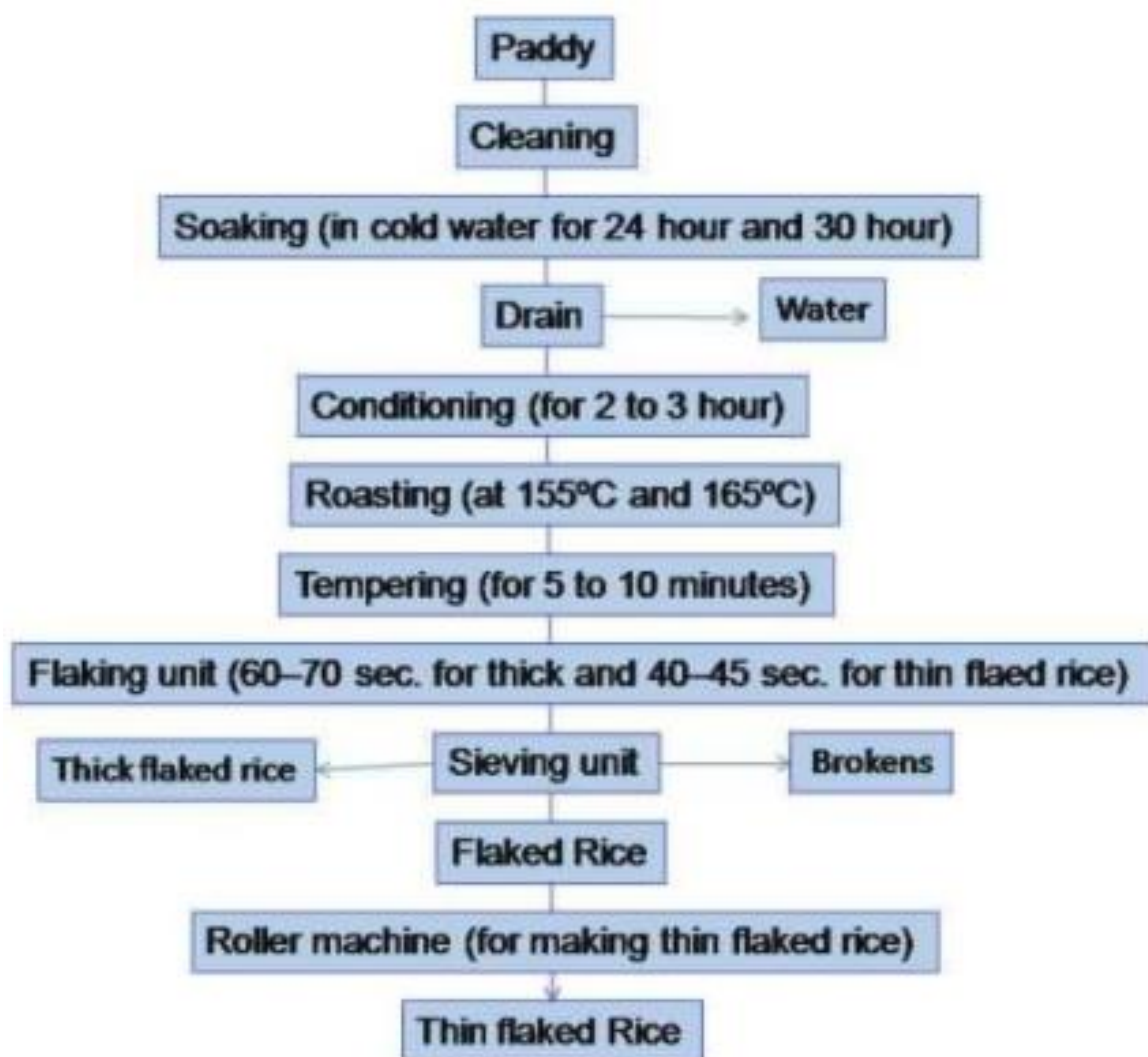 Paddy
Cleaning
Soaking (in cold water for 24 hour and 30 hour)
Drain
Water
Conditioning (for 2 to 3 hour)
Roasting (at 155ºC and 165ºC)
Tempering (for 5 to 10 minutes)
Flaking unit (60–70 sec. for thick and 40–45 sec. for thin flaed rice)
Thick flaked rice
Sieving unit
Brokens
Flaked Rice
Roller machine (for making thin flaked rice)
Thin flaked Rice